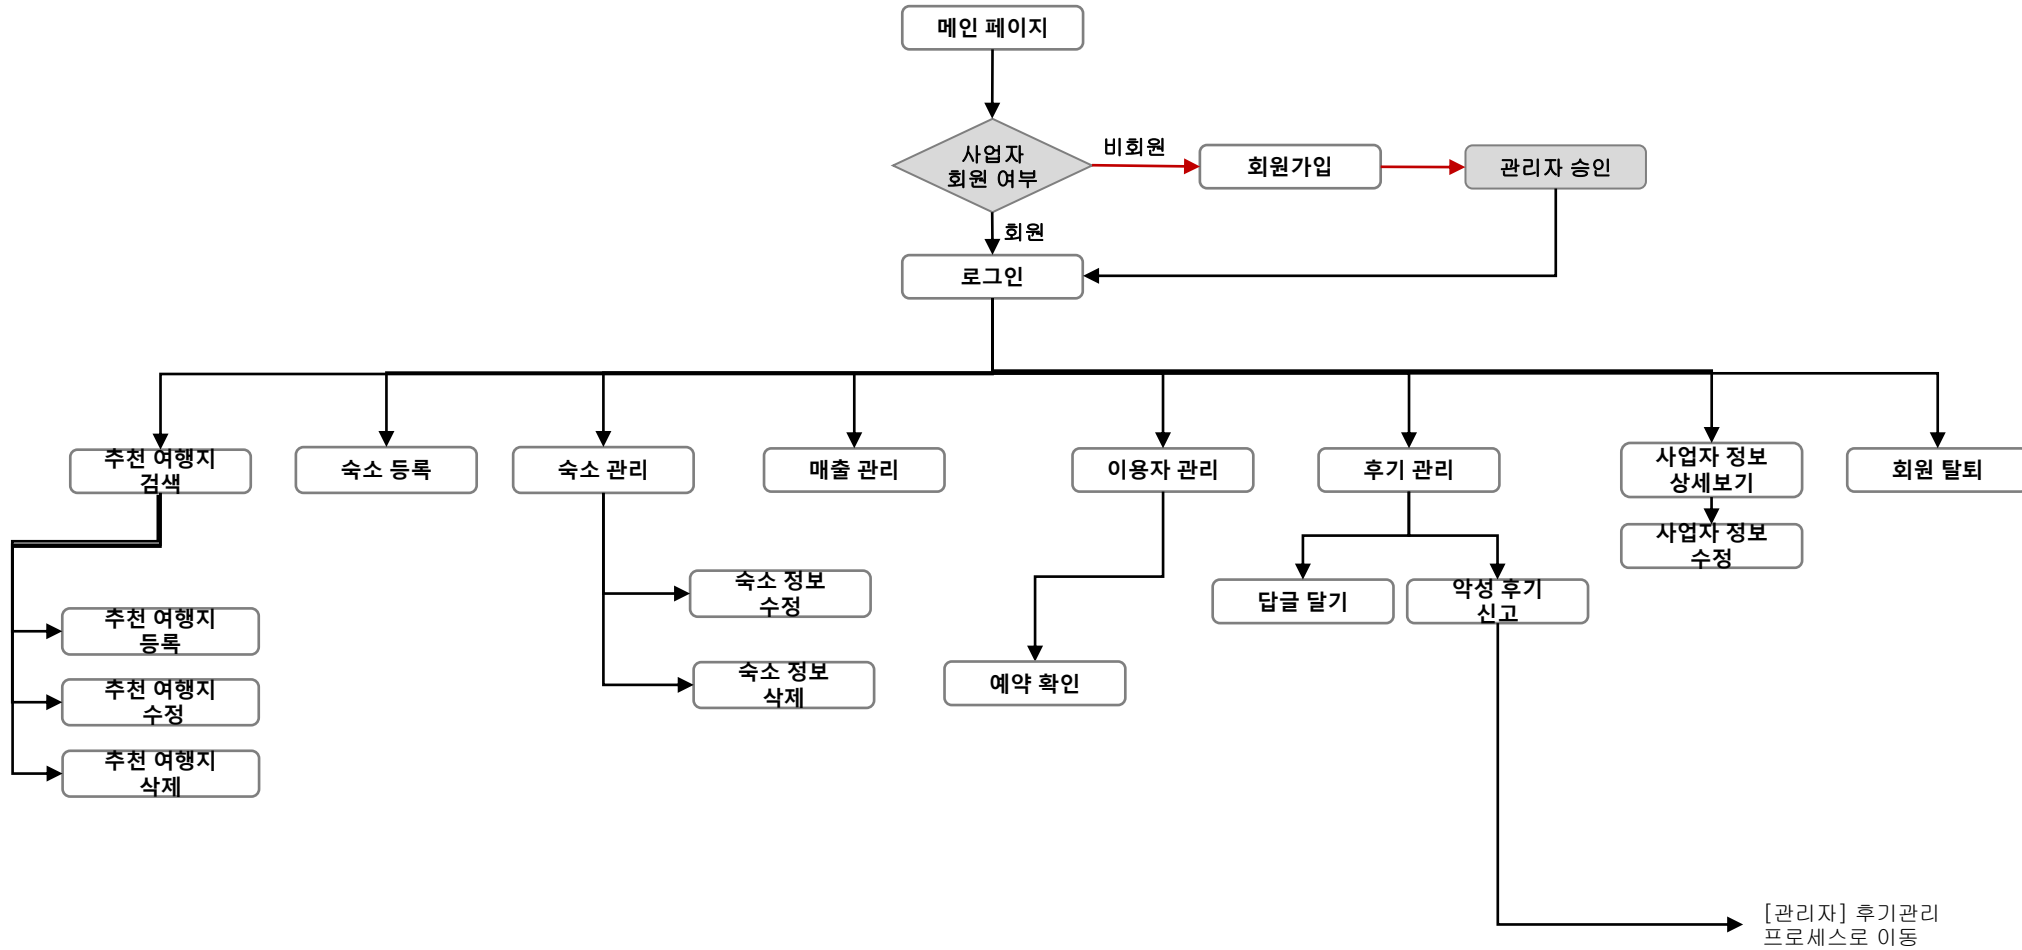 메인 페이지
사업자
회원 여부
비회원
회원가입
관리자 승인
회원
로그인
추천 여행지
검색
숙소 등록
숙소 관리
매출 관리
이용자 관리
후기 관리
사업자 정보
상세보기
회원 탈퇴
사업자 정보
수정
숙소 정보
수정
답글 달기
악성 후기
신고
추천 여행지
등록
숙소 정보
삭제
예약 확인
추천 여행지
수정
추천 여행지
삭제
[관리자] 후기관리
프로세스로 이동